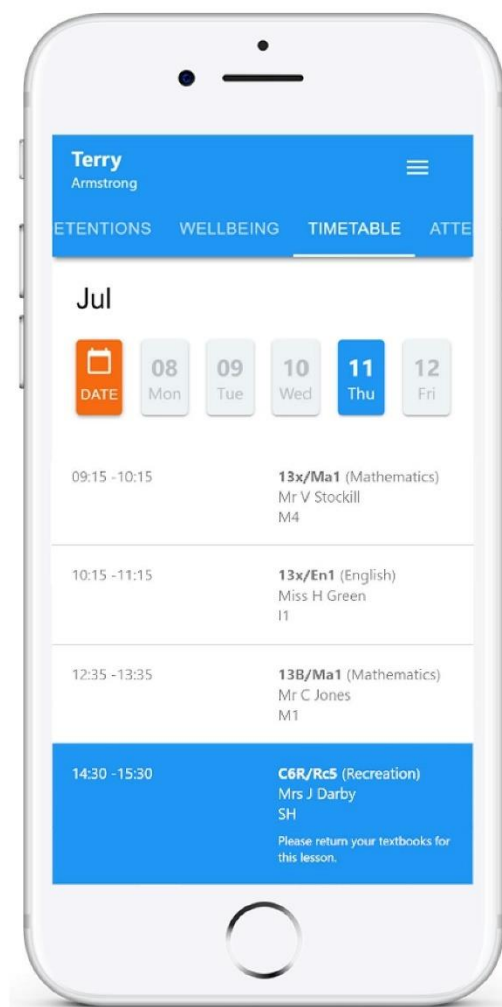 Terry
Armstrong
ETENTIONS WELLBEING TIMETABLE ATTE
Jul
DATE 08 09 10 11 12
Mon Tue Wed Thu Fri
09:15 -10:15 13x/Ma1 (Mathematics)
Mr V Stockill
M4
10:15 -11:15 13x/En1 (English)
Miss H Green
I1
12:35 -13:35 13B/Ma1 (Mathematics)
Mr C Jones
M1
14:30 -15:30 C6R/Rc5 (Recreation)
Mrs J Darby
SH
Please return your textbooks for
this lesson.